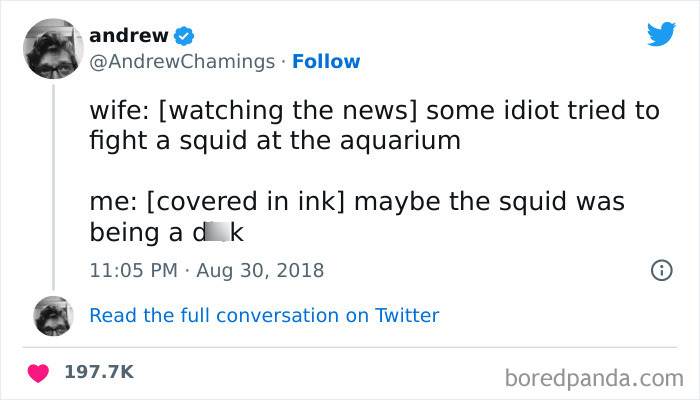 andrew
@AndrewChamings · Follow
wife: [watching the news] some idiot tried to
fight a squid at the aquarium
me: [covered in ink] maybe the squid was
being a d k
11:05 PM · Aug 30, 2018
Read the full conversation on Twitter
197.7K
boredpanda.com